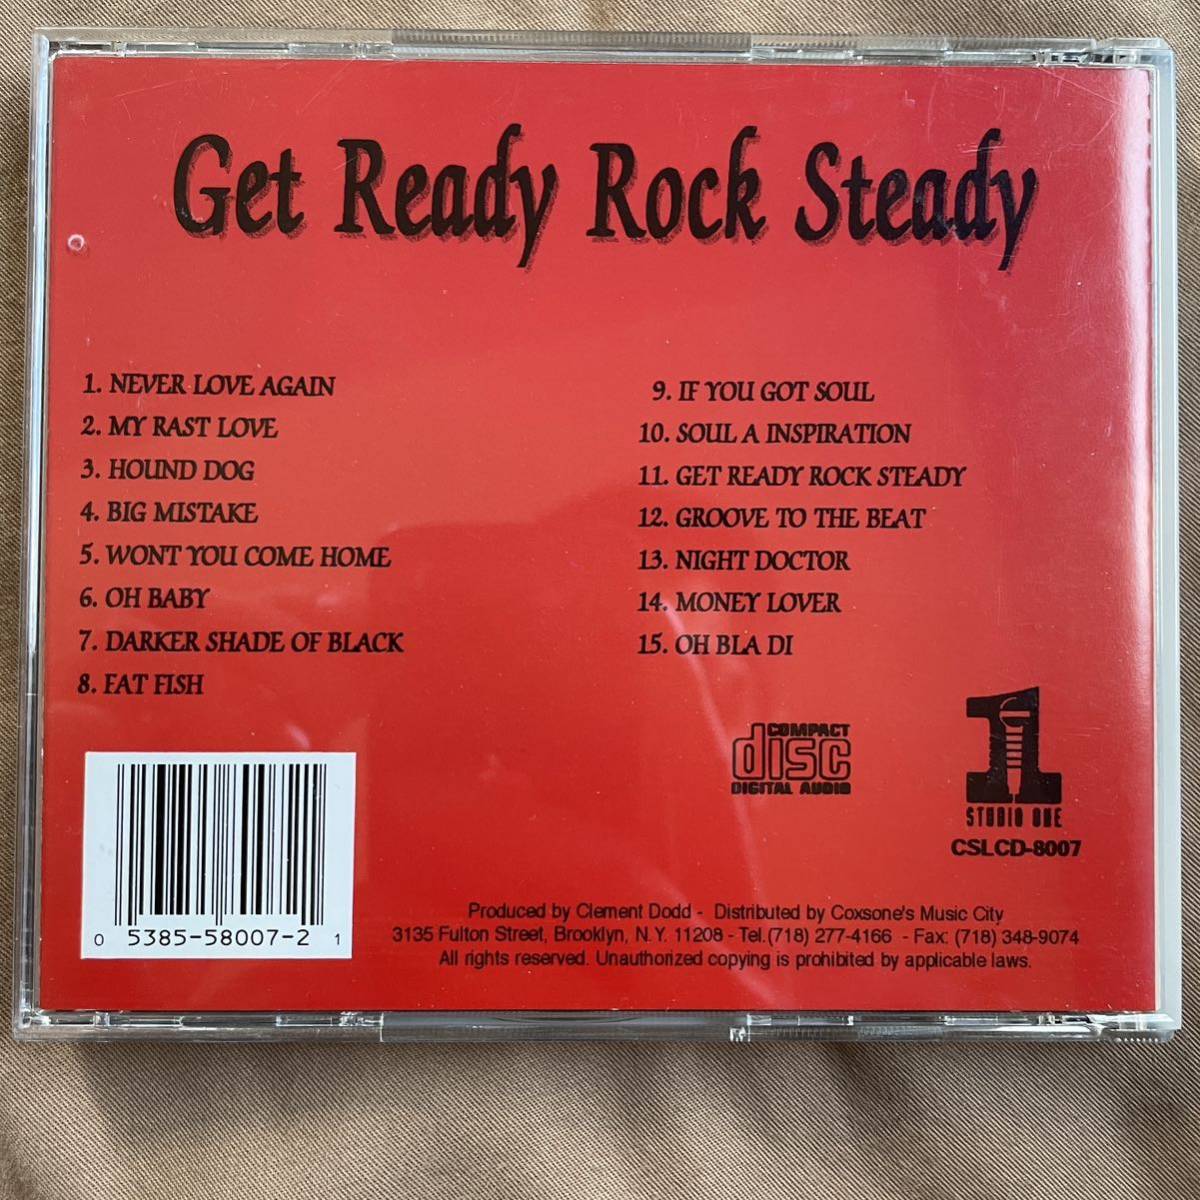 Get Ready Rock Steady
1. NEVER LOVE AGAIN
2. MY RAST LOVE
3. HOUND DOG
4. BIG MISTAKE
5. WONT YOU COME HOME
6. OH BABY
7. DARKER SHADE OF BLACK
8. FAT FISH
9. IF YOU GOT SOUL
10. SOUL A INSPIRATION
11. GET READY ROCK STEADY
12. GROOVE TO THE BEAT
13. NIGHT DOCTOR
14. MONEY LOVER
15. OH BLA DI
COMPACT
disc
DIGITAL AUDIO
1
STUDIO ONE
CSLCD-8007
0 5385-58007-2 1
Produced by Clement Dodd - Distributed by Coxsone's Music City
3135 Fulton Street, Brooklyn, N.Y. 11208 - Tel.(718) 277-4166 - Fax: (718) 348-9074
All rights reserved. Unauthorized copying is prohibited by applicable laws.